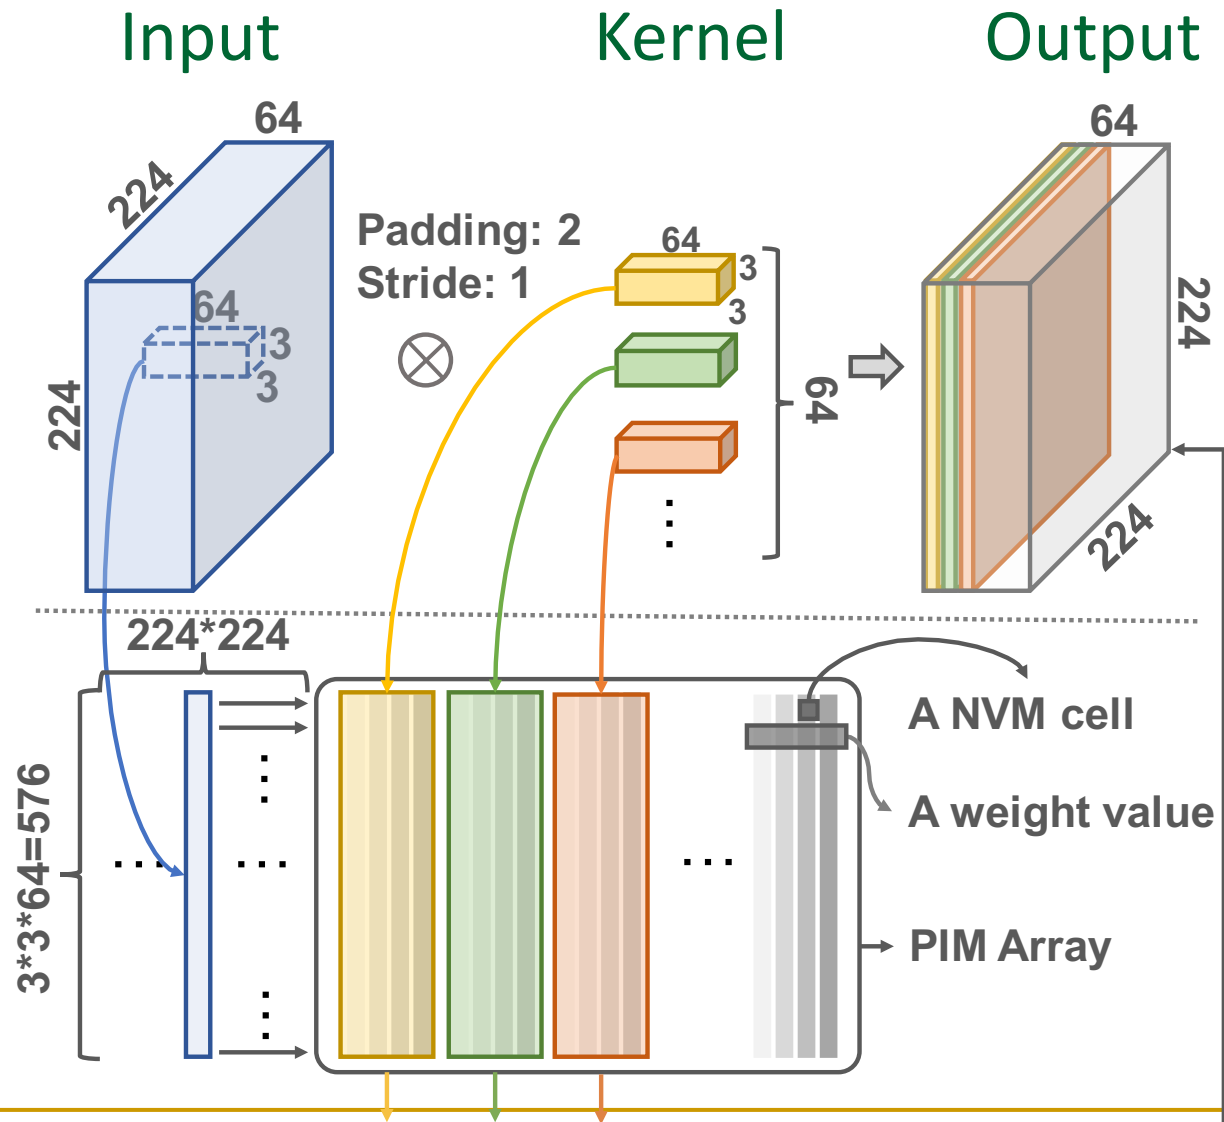 Input
Kernel
Output
64
224
224
64
3
3
Padding: 2
Stride: 1
64
3
3
64
64
224
224
224*224
3*3*64=576
A NVM cell
A weight value
PIM Array